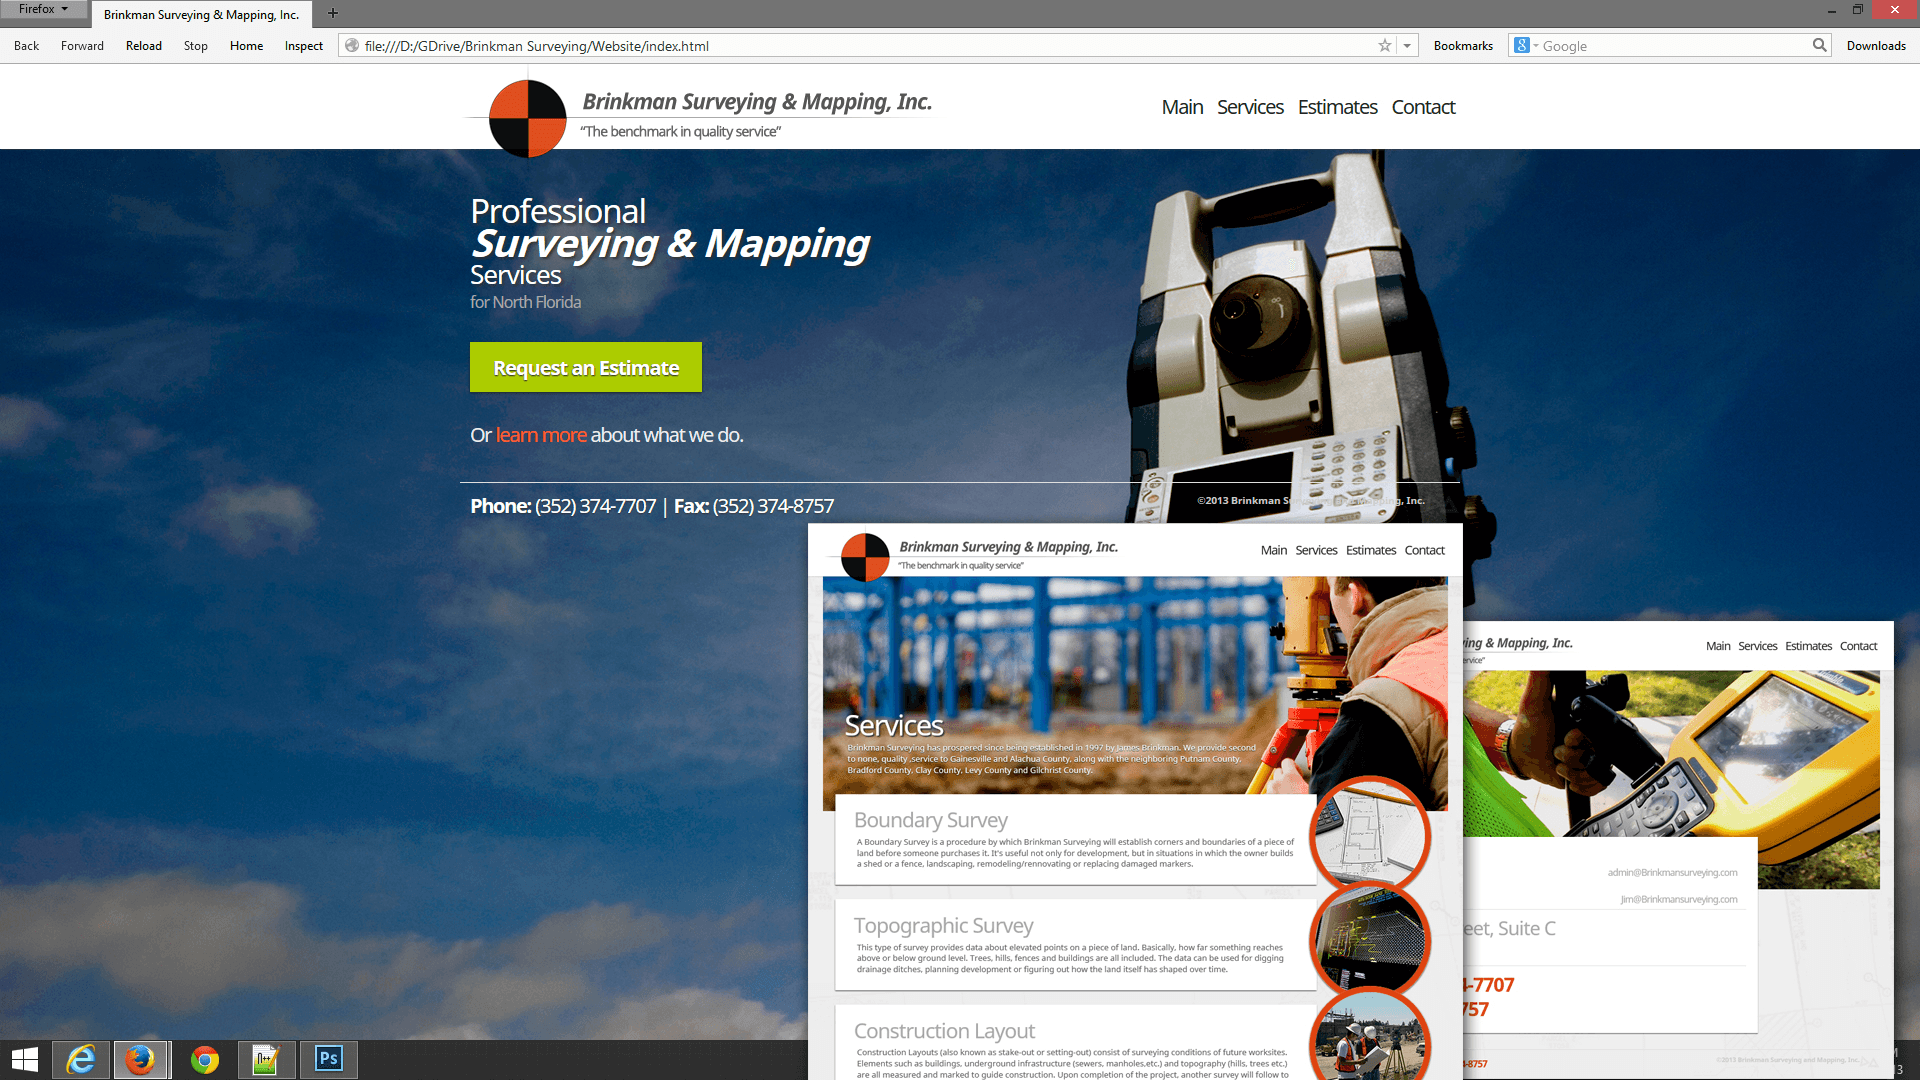 Firefox
Brinkman Surveying & Mapping, Inc.
Back Forward Reload Stop Home Inspect
file:///D:/GDrive/Brinkman Surveying/Website/index.html
Bookmarks
Google
Downloads
Brinkman Surveying & Mapping, Inc.
“The benchmark in quality service”
Main Services Estimates Contact
Professional
Surveying & Mapping
Services
for North Florida
Request an Estimate
Or learn more about what we do.
Phone: (352) 374-7707 | Fax: (352) 374-8757
©2013 Brinkman Inc.
Brinkman Surveying & Mapping, Inc.
“The benchmark in quality service”
Main Services Estimates Contact
Services
Brinkman Surveying has prospered since being established in 1997 by James Brinkman. We provide second
to none, quality ,service to Gainesville and Alachua County, along with the neighboring Putnam County,
Bradford County, Clay County, Levy County and Gilchrist County.
Boundary Survey
A Boundary Survey is a procedure by which Brinkman Surveying will establish corners and boundaries of a piece of
land before someone purchases it. It's useful not only for development, but in situations in which the owner builds
a shed or a fence, landscaping, remodeling/rennovating or replacing damaged markers.
Topographic Survey
This type of survey provides data about elevated points on a piece of land. Basically, how far something reaches
above or below ground level. Trees, hills, fences and buildings are all included. The data can be used for digging
drainage ditches, planning development or figuring out how the land itself has shaped over time.
Construction Layout
Construction Layouts (also known as stake-out or setting-out) consist of surveying conditions of future worksites.
Elements such as buildings, underground infrastructure (sewers, manholes,etc.) and topography (hills, trees etc.)
are all measured and marked to guide construction. Upon completion of the project, another survey will follow to
ying & Mapping, Inc.
ervice”
Main Services Estimates Contact
admin@Brinkmansurveying.com
Jim@Brinkmansurveying.com
eet, Suite C
4-7707
757
4-8757
©2013 Brinkman Surveying and Mapping, Inc.
Ps